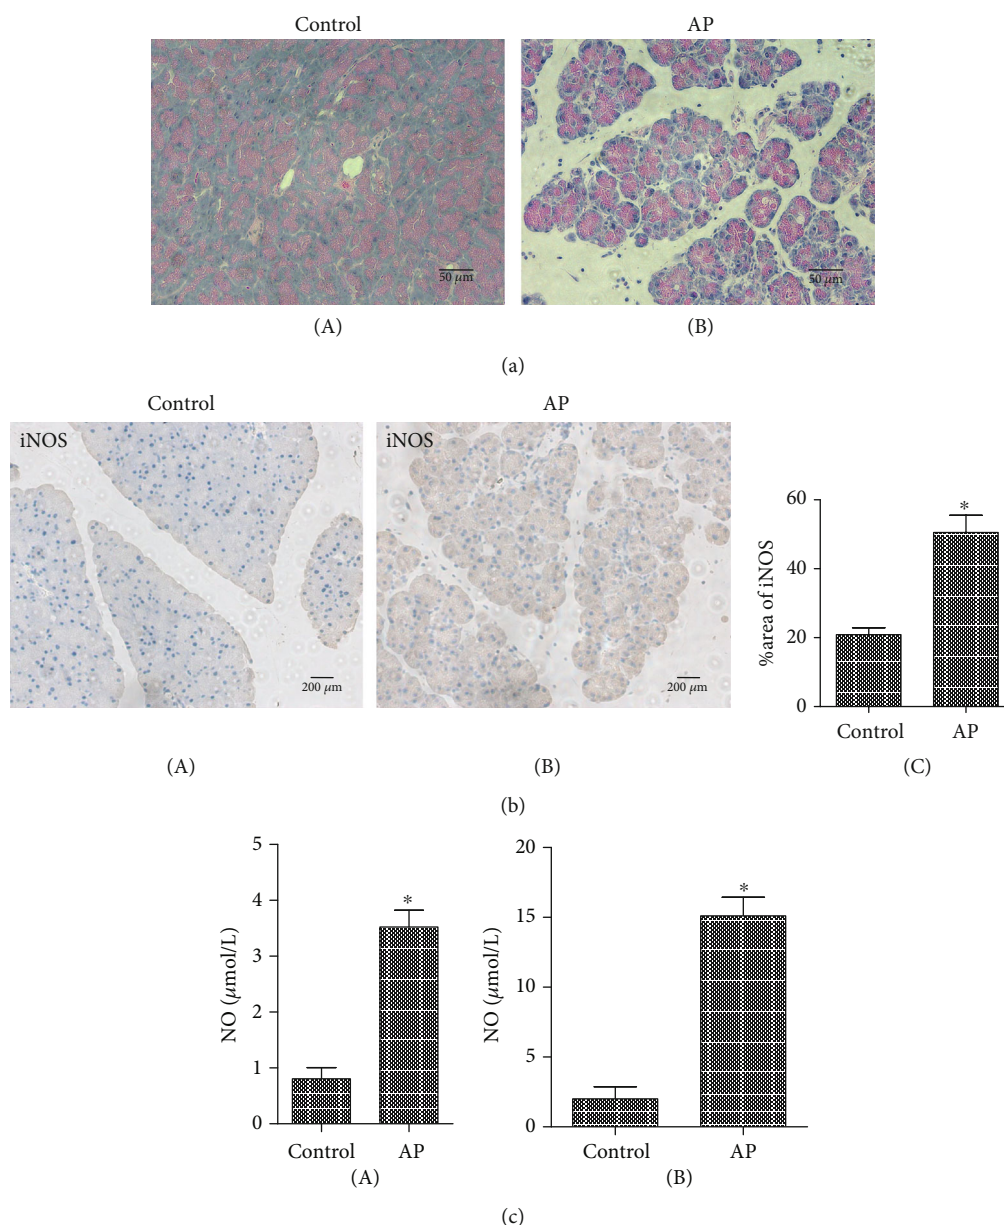 Control
AP
50 μm
50 μm
(A)
(B)
(a)
Control
AP
iNOS
iNOS
200 μm
200 μm
%area of iNOS
60
40
20
0
*
Control
AP
(A)
(B)
(C)
(b)
NO (μmol/L)
5
4
3
2
1
0
*
Control
AP
(A)
NO (μmol/L)
20
15
10
5
0
*
Control
AP
(B)
(c)